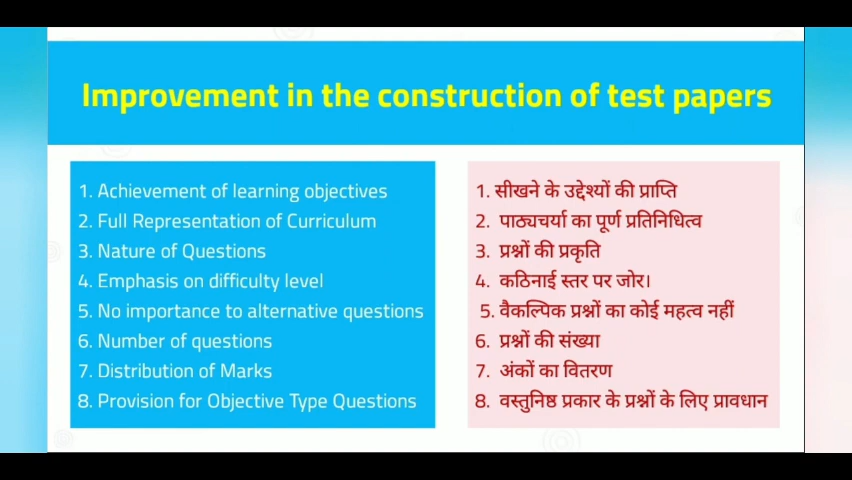 Improvement in the construction of test papers
1. Achievement of learning objectives
2. Full Representation of Curriculum
3. Nature of Questions
4. Emphasis on difficulty level
5. No importance to alternative questions
6. Number of questions
7. Distribution of Marks
8. Provision for Objective Type Questions
1. सीखने के उद्देश्यों की प्राप्ति
2. पाठ्यचर्या का पूर्ण प्रतिनिधित्व
3. प्रश्नों की प्रकृति
4. कठिनाई स्तर पर जोर।
5. वैकल्पिक प्रश्नों का कोई महत्व नहीं
6. प्रश्नों की संख्या
7. अंकों का वितरण
8. वस्तुनिष्ठ प्रकार के प्रश्नों के लिए प्रावधान